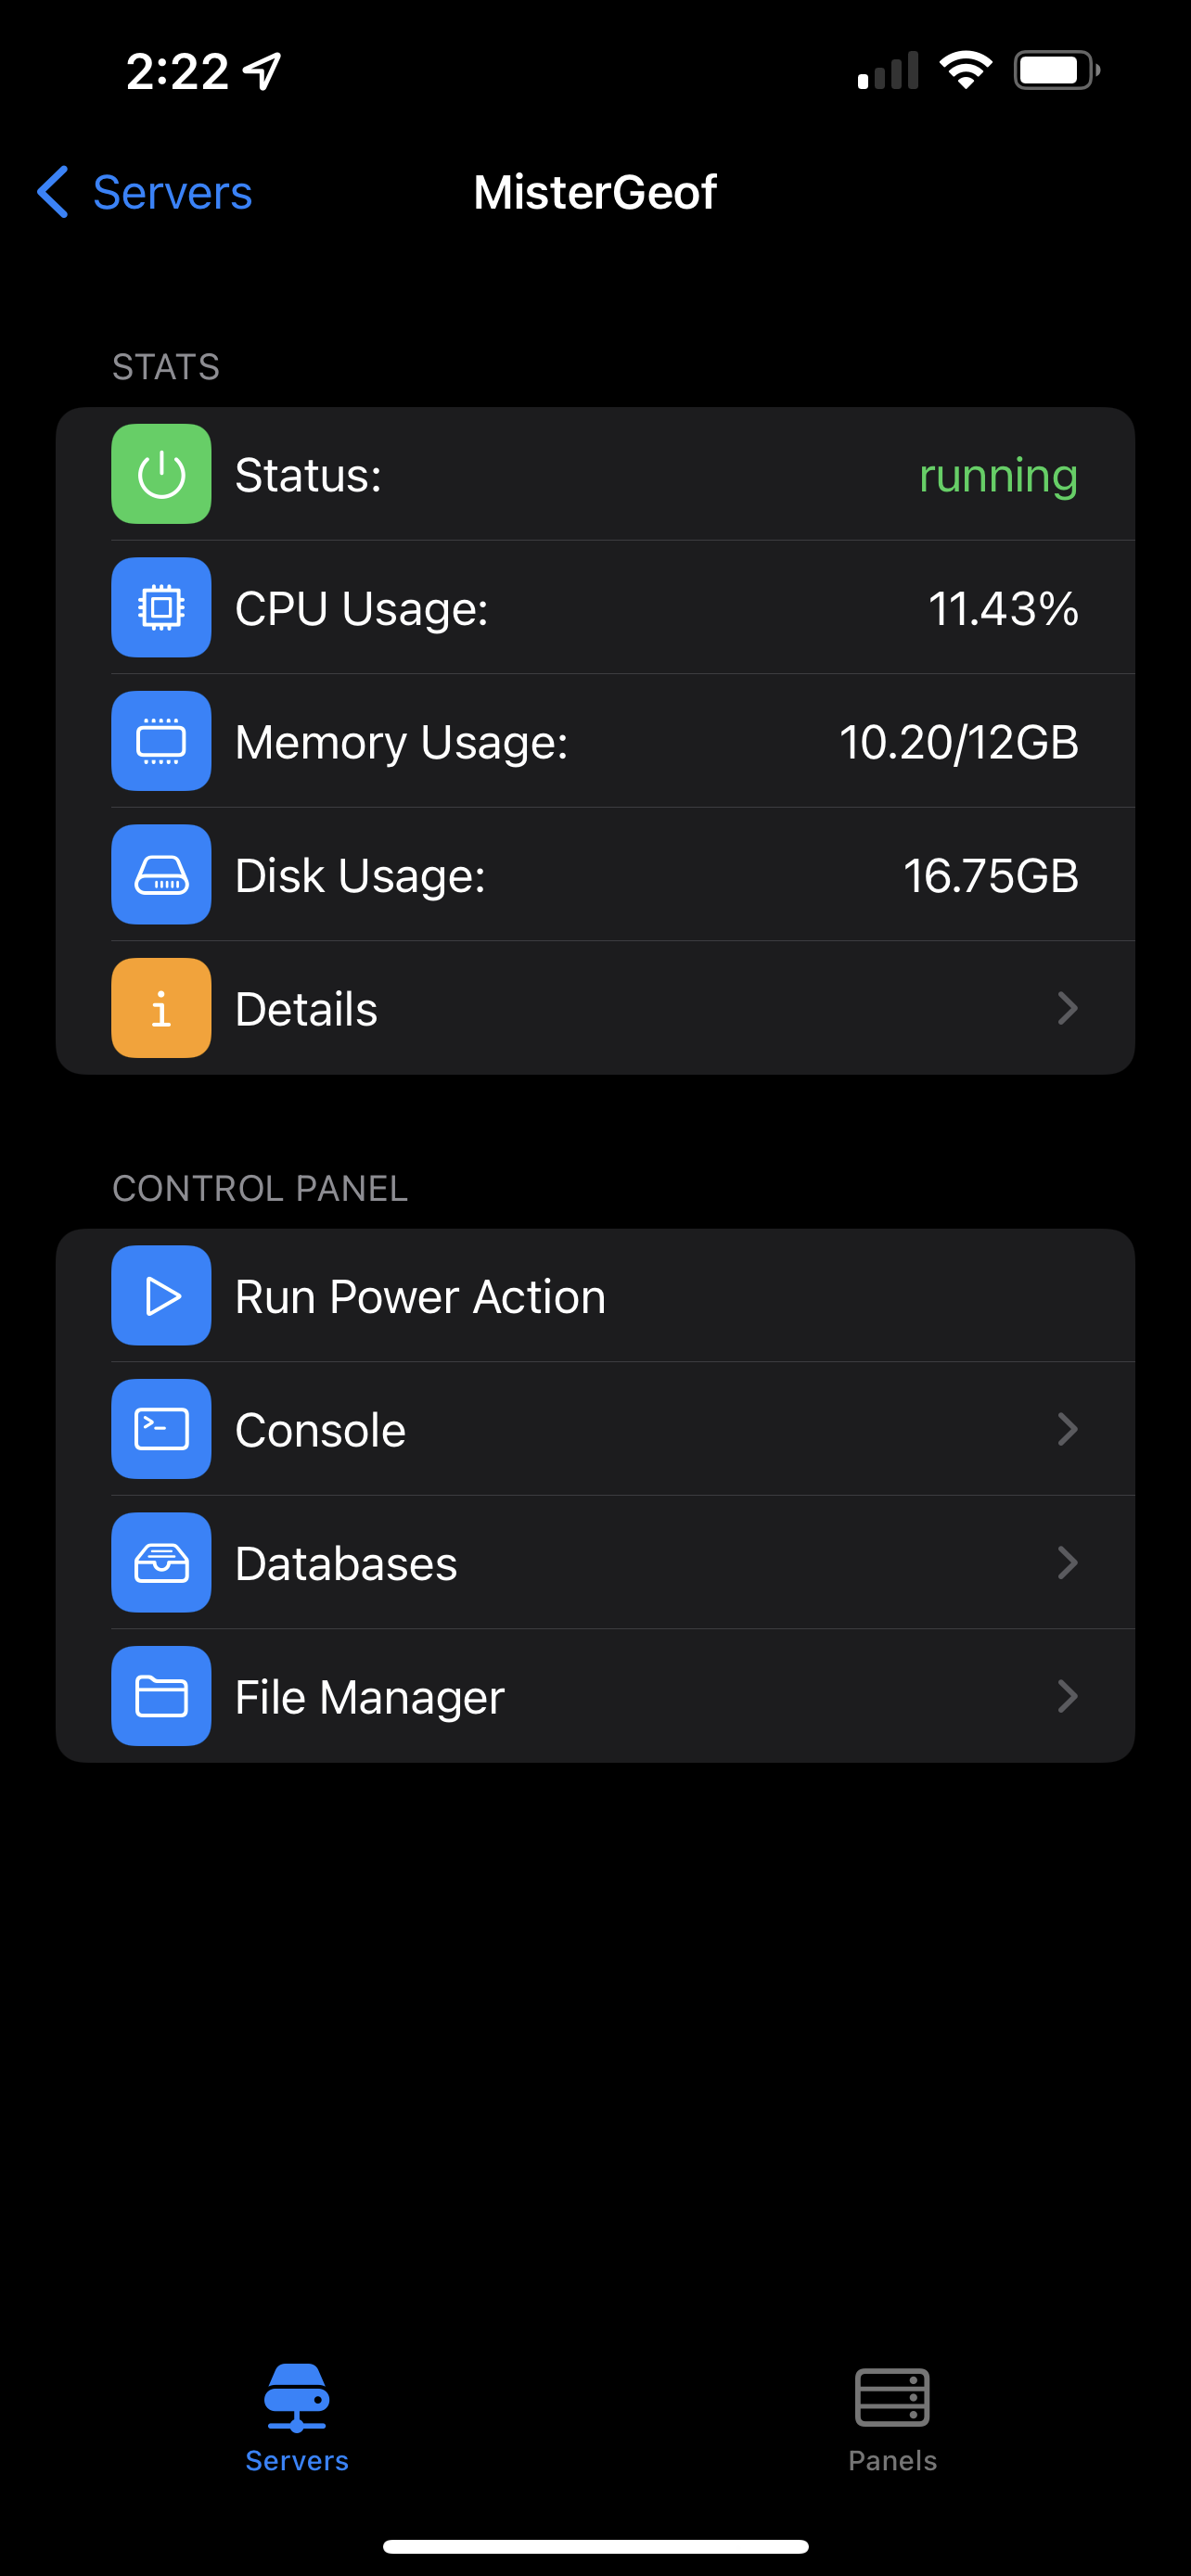 2:22
Servers
MisterGeof
STATS
Status: running
CPU Usage: 11.43%
Memory Usage: 10.20/12GB
Disk Usage: 16.75GB
Details
CONTROL PANEL
Run Power Action
Console
Databases
File Manager
Servers
Panels